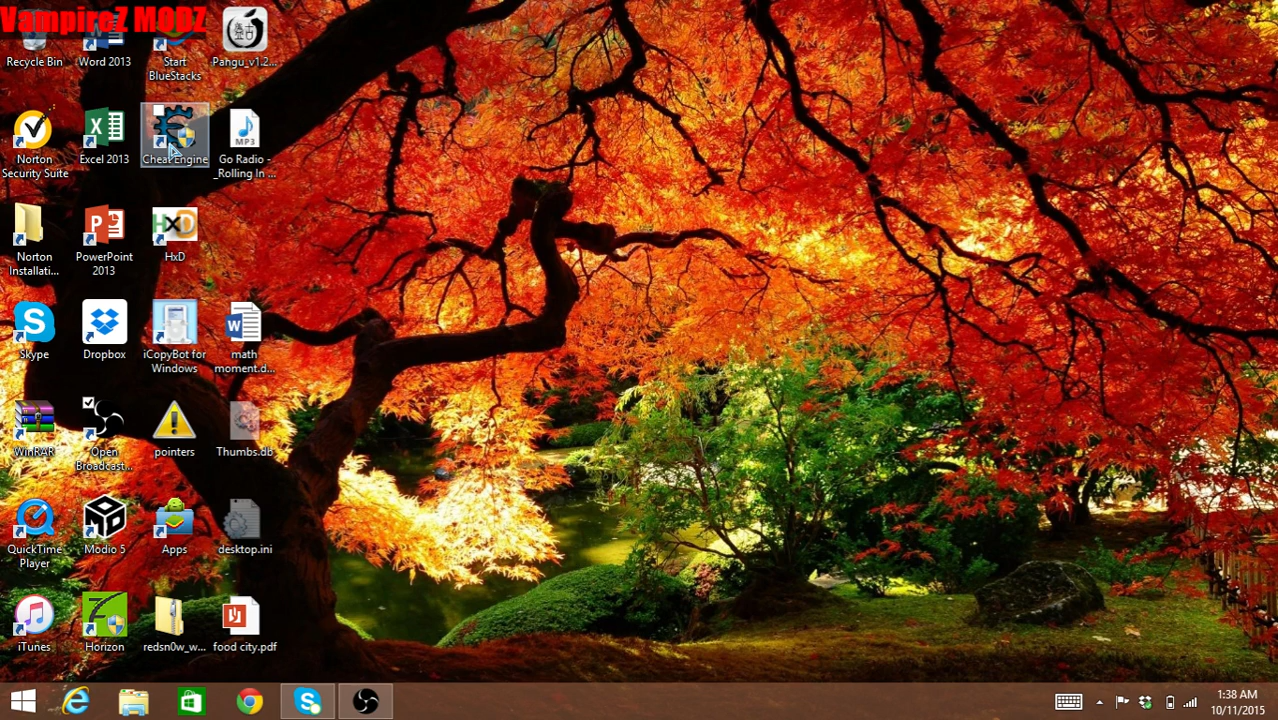 VampireZ MODZ
Recycle Bin
Word 2013
Start
BlueStacks
Pangu_v1.2...
Norton
Security Suite
Excel 2013
Cheat Engine
MP3
Go Radio -
_Rolling In ...
Norton
Installati...
PowerPoint
2013
HxD
HxD
Skype
Dropbox
iCopyBot for
Windows
math
moment.d...
WinRAR
Open
Broadcast...
pointers
Thumbs.db
QuickTime
Player
Modio 5
Apps
desktop.ini
iTunes
Horizon
redsn0w_w...
food city.pdf
1:38 AM
10/11/2015